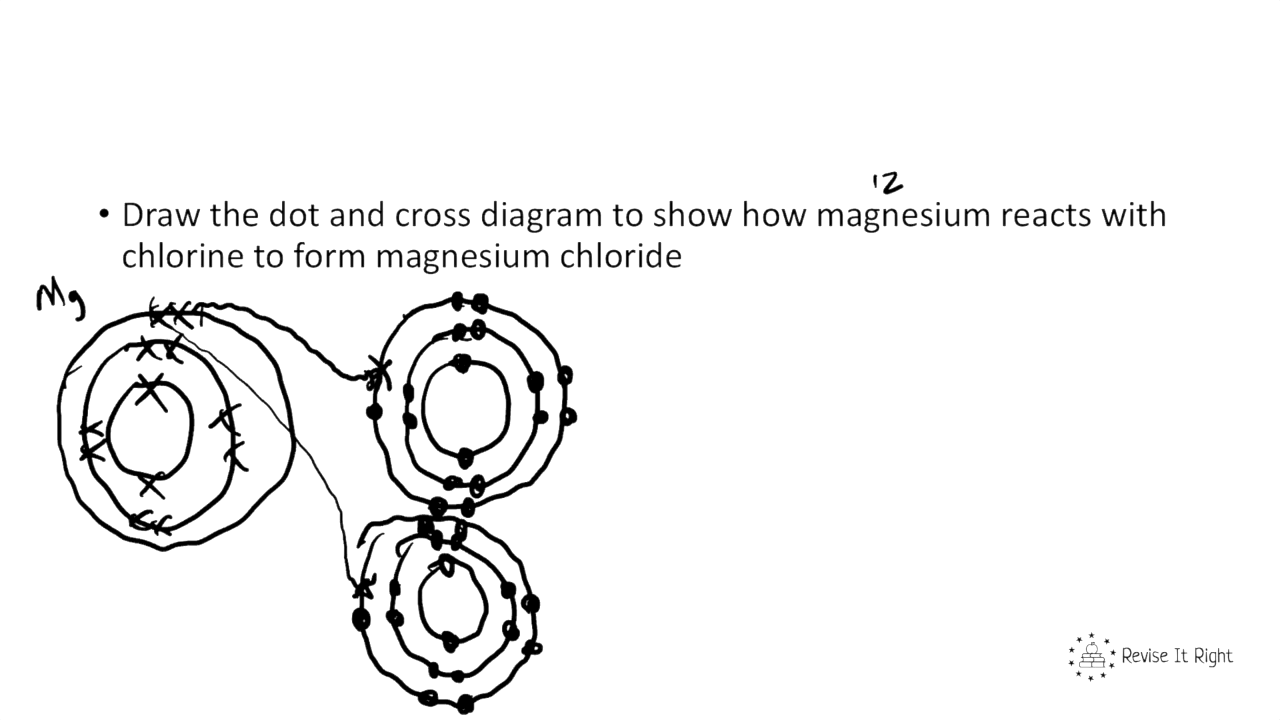 12
• Draw the dot and cross diagram to show how magnesium reacts with
chlorine to form magnesium chloride
Mg
Revise It Right